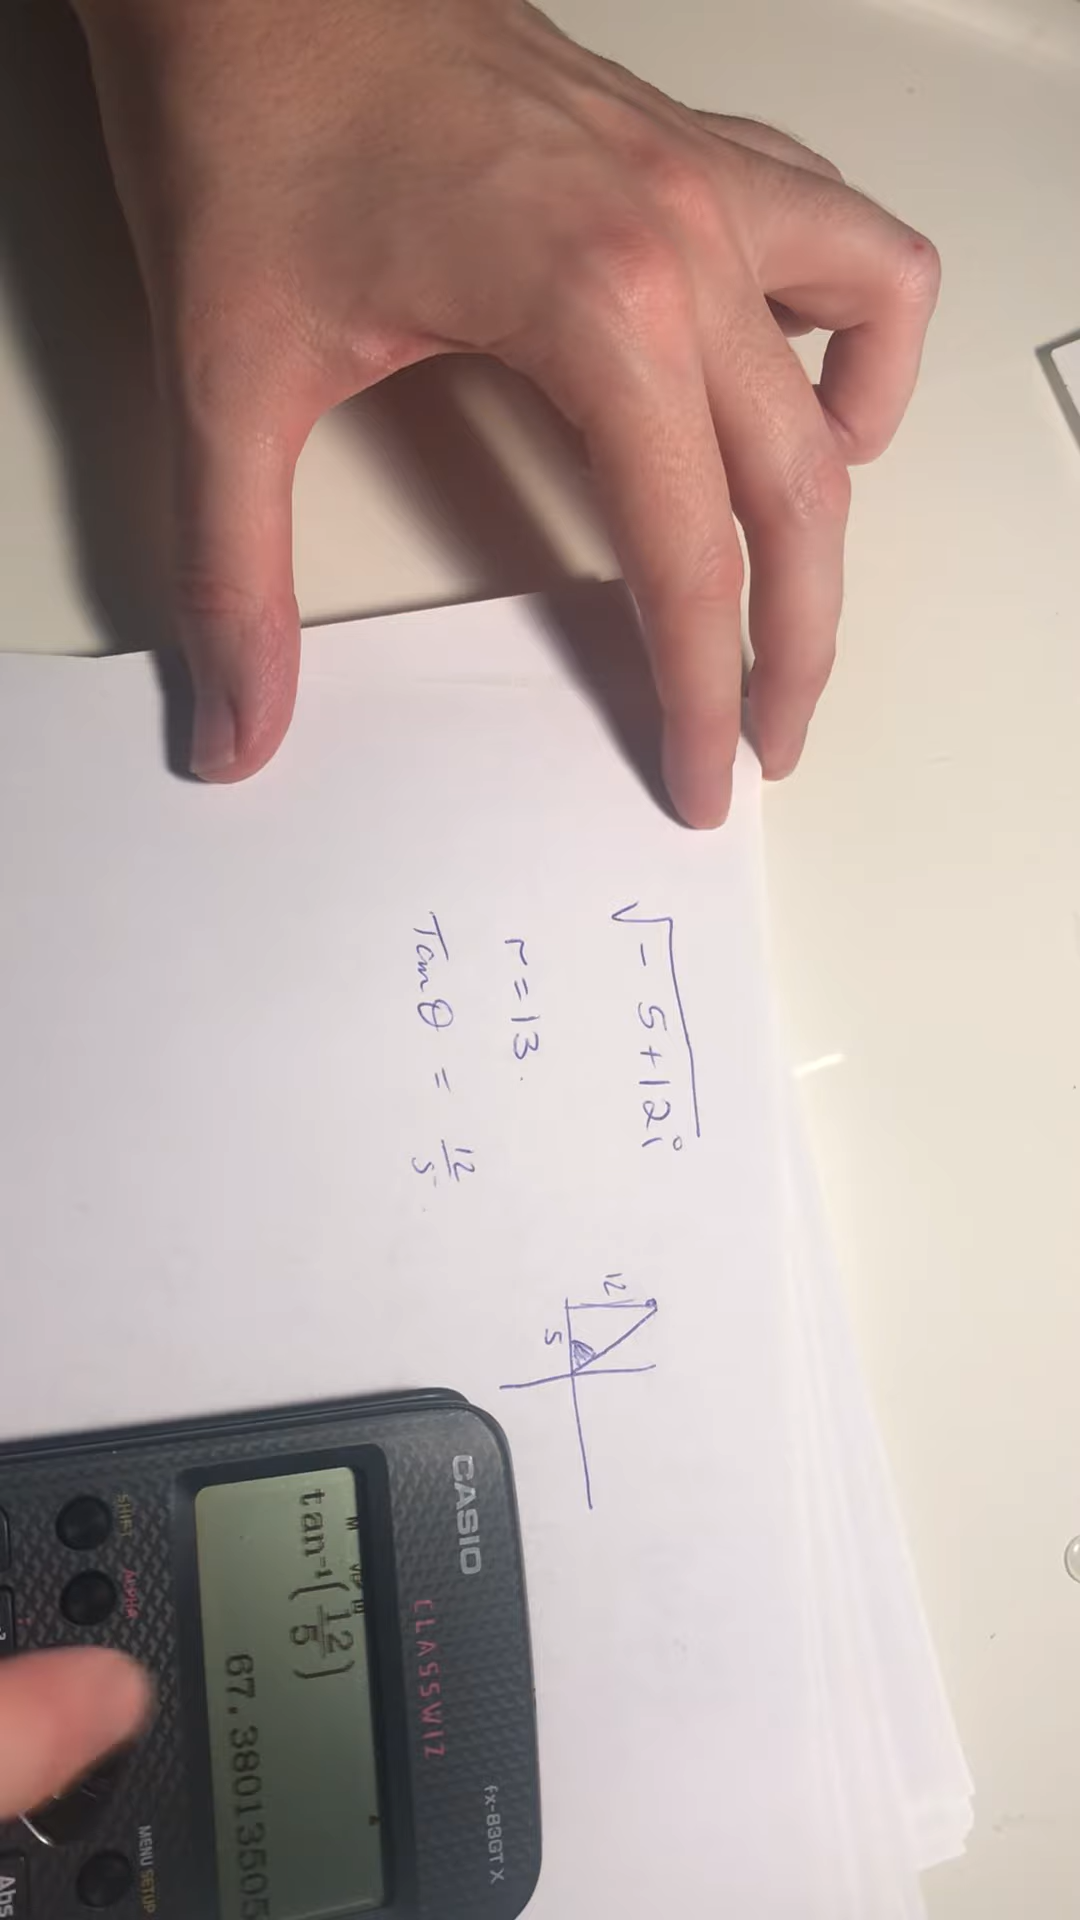 √-5+12i
r=13.
Tanθ = 12/5.
12
5
CASIO
CLASSWIZ
fx-83GT X
tan⁻¹(12/5)
67.38013505
SHIFT
ALPHA
MENU SETUP
Abs